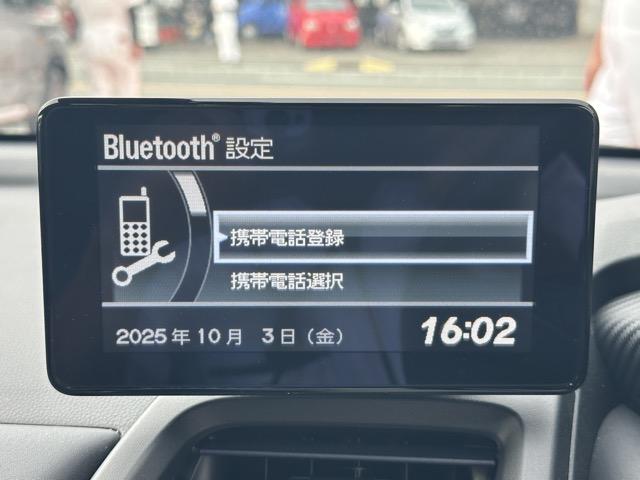 Bluetooth® 設定
携帯電話登録
携帯電話選択
2025年10月 3日(金) 16:02